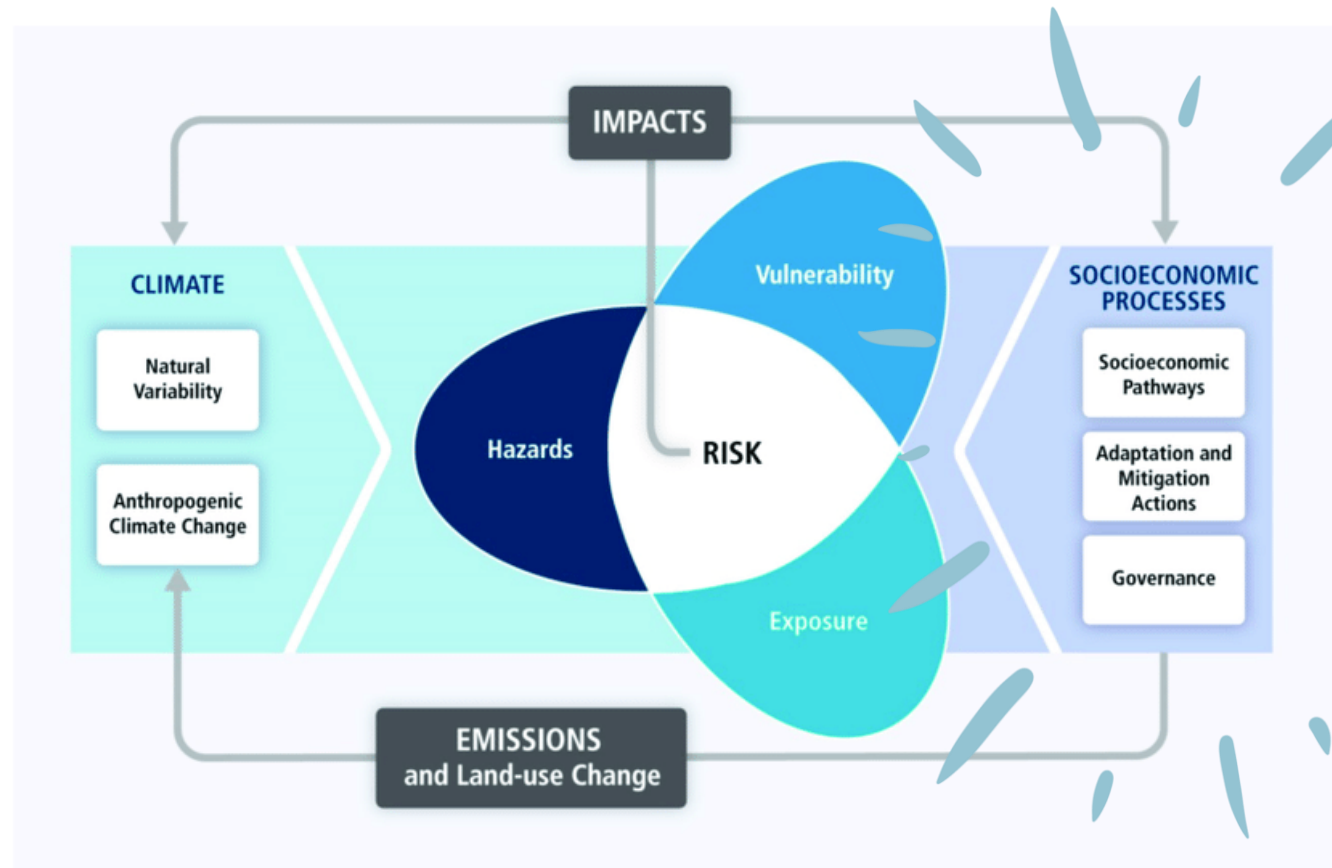 IMPACTS
CLIMATE
Natural
Variability
Anthropogenic
Climate Change
Hazards
Vulnerability
RISK
Exposure
SOCIOECONOMIC
PROCESSES
Socioeconomic
Pathways
Adaptation and
Mitigation
Actions
Governance
EMISSIONS
and Land-use Change